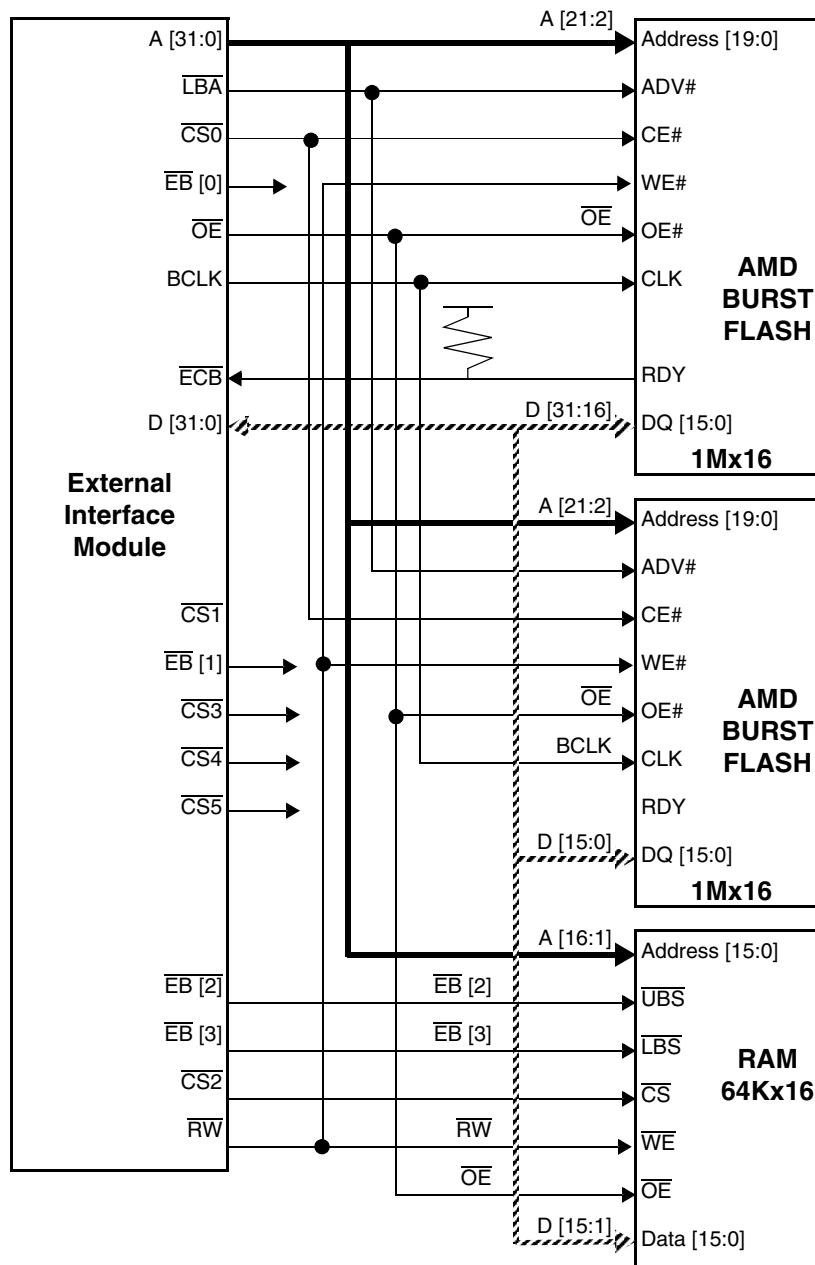 A [31:0]
LBA
CS0
EB [0]
OE
BCLK
ECB
D [31:0]
External
Interface
Module
CS1
EB [1]
CS3
CS4
CS5
EB [2]
EB [3]
CS2
RW
A [21:2]
OE
D [31:16]
Address [19:0]
ADV#
CE#
WE#
OE#
CLK
RDY
DQ [15:0]
AMD
BURST
FLASH
1Mx16
A [21:2]
OE
BCLK
D [15:0]
Address [19:0]
ADV#
CE#
WE#
OE#
CLK
RDY
DQ [15:0]
AMD
BURST
FLASH
1Mx16
A [16:1]
EB [2]
EB [3]
RW
OE
D [15:1]
Address [15:0]
UBS
LBS
CS
WE
OE
Data [15:0]
RAM
64Kx16